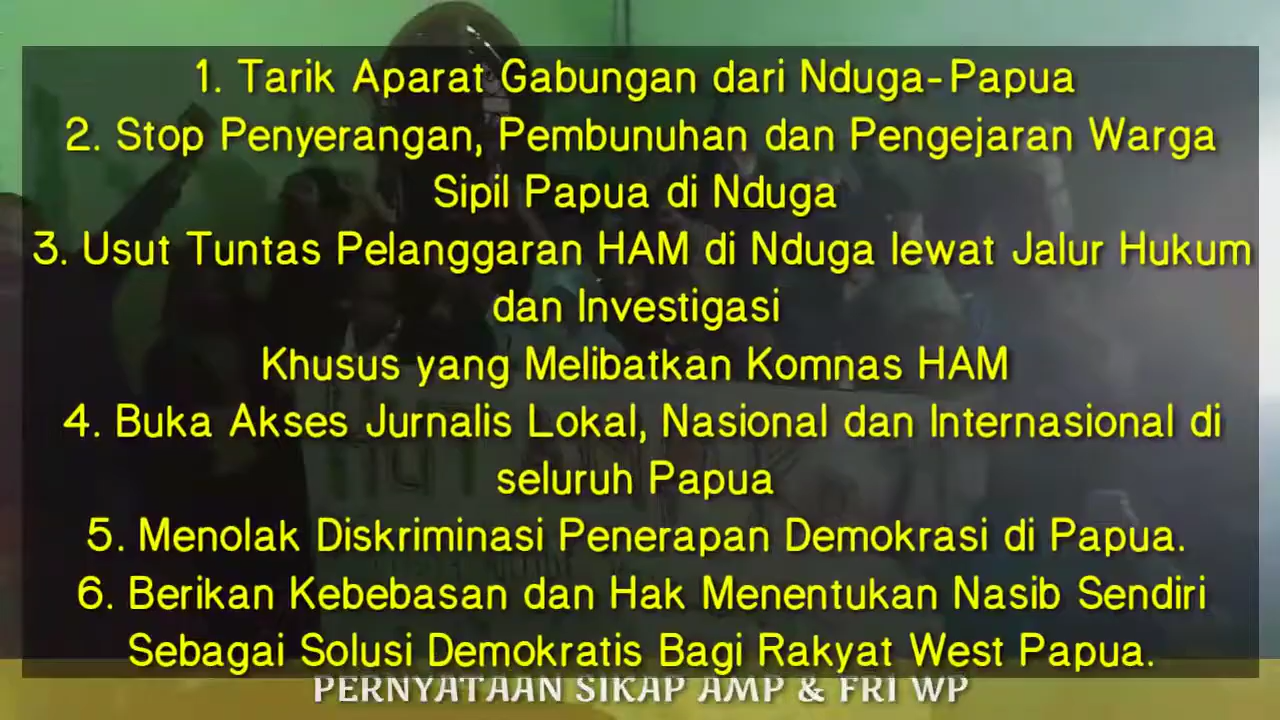 1. Tarik Aparat Gabungan dari Nduga-Papua
2. Stop Penyerangan, Pembunuhan dan Pengejaran Warga
Sipil Papua di Nduga
3. Usut Tuntas Pelanggaran HAM di Nduga lewat Jalur Hukum
dan Investigasi
Khusus yang Melibatkan Komnas HAM
4. Buka Akses Jurnalis Lokal, Nasional dan Internasional di
seluruh Papua
5. Menolak Diskriminasi Penerapan Demokrasi di Papua.
6. Berikan Kebebasan dan Hak Menentukan Nasib Sendiri
Sebagai Solusi Demokratis Bagi Rakyat West Papua.
PERNYATAAN SIKAP AMP & FRI WP